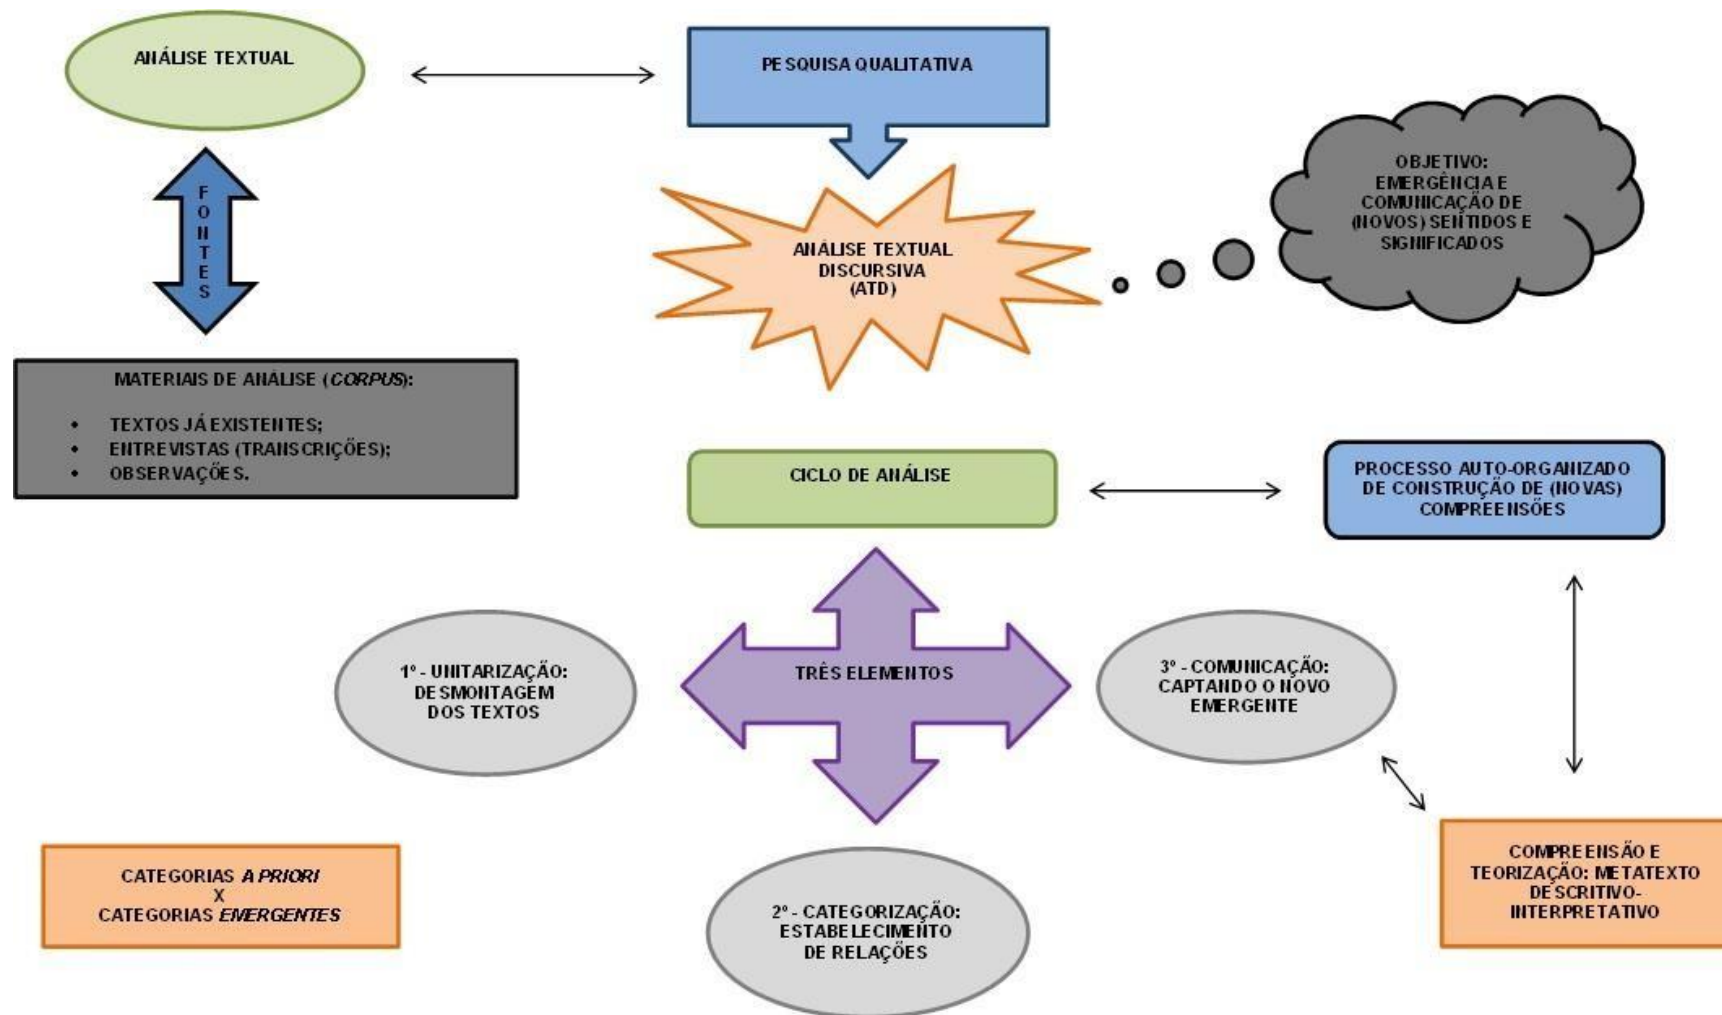 ANÁLISE TEXTUAL
PESQUISA QUALITATIVA
OBJETIVO:
EMERGÊNCIA E
COMUNICAÇÃO DE
(NOVOS) SENTIDOS E
SIGNIFICADOS
FONTES
ANÁLISE TEXTUAL
DISCURSIVA
(ATD)
MATERIAIS DE ANÁLISE (CORPUS):
• TEXTOS JÁ EXISTENTES;
• ENTREVISTAS (TRANSCRIÇÕES);
• OBSERVAÇÕES.
CICLO DE ANÁLISE
PROCESSO AUTO-ORGANIZADO
DE CONSTRUÇÃO DE (NOVAS)
COMPREENSÕES
1º - UNITARIZAÇÃO:
DESMONTAGEM
DOS TEXTOS
TRÊS ELEMENTOS
3º - COMUNICAÇÃO:
CAPTANDO O NOVO
EMERGENTE
CATEGORIAS A PRIORI
X
CATEGORIAS EMERGENTES
2º - CATEGORIZAÇÃO:
ESTABELECIMENTO
DE RELAÇÕES
COMPREENSÃO E
TEORIZAÇÃO: METATEXTO
DESCRITIVO-
INTERPRETATIVO